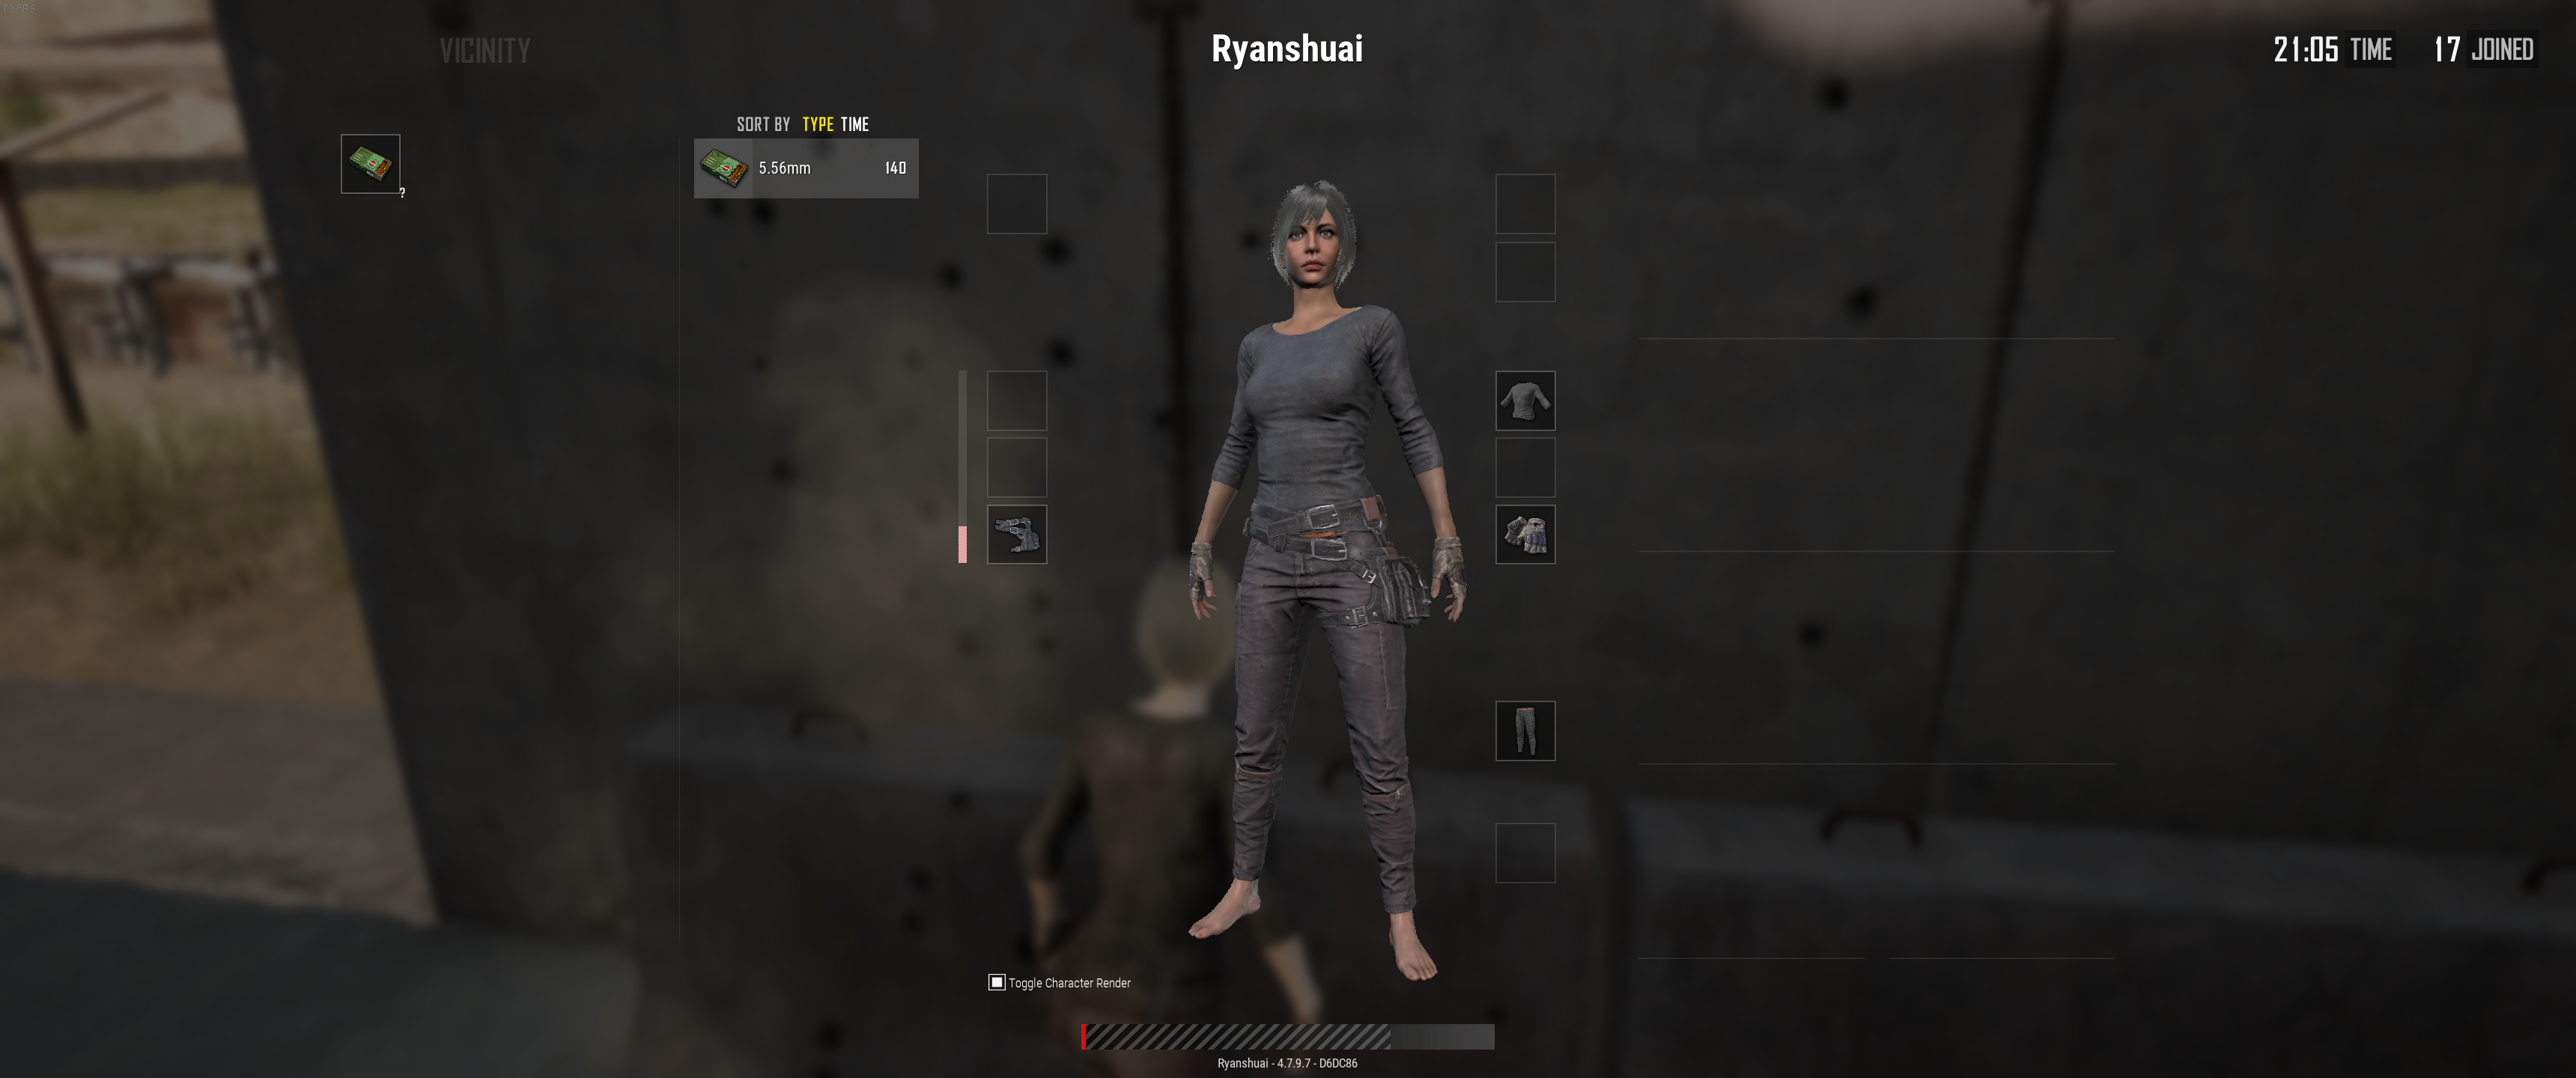 VICINITY
Ryanshuai
21:05 TIME 17 JOINED
SORT BY TYPE TIME
5.56mm 140
?
Toggle Character Render
Ryanshuai - 4.7.9.7 - D6DC86